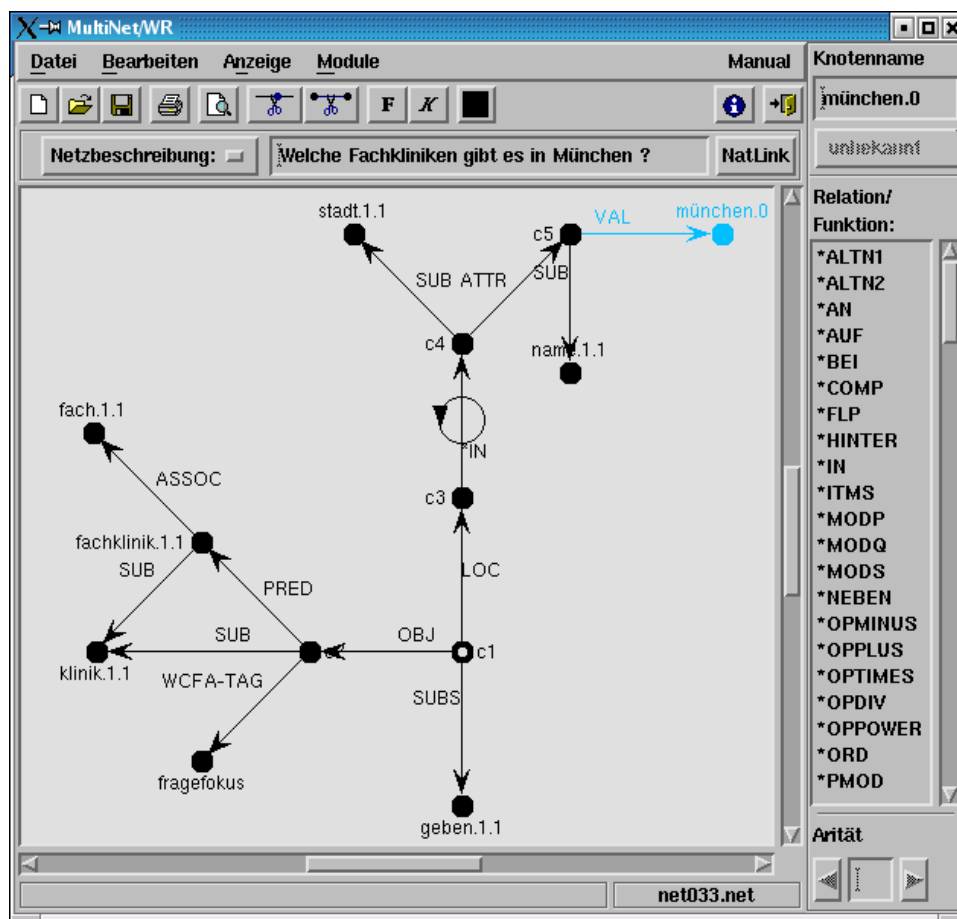 MultiNet/WR
Datei Bearbeiten Anzeige Module Manual
F K
Netzbeschreibung: Welche Fachkliniken gibt es in München ? NatLink
stadt.1.1
c5
VAL
münchen.0
SUB ATTR
SUB
c4
name.1.1
*IN
c3
fach.1.1
ASSOC
fachklinik.1.1
SUB
PRED
LOC
SUB
OBJ
c1
klinik.1.1
WCFA-TAG
SUBS
fragefokus
geben.1.1
net033.net
Knotenname
münchen.0
unbekannt
Relation/
Funktion:
*ALTN1
*ALTN2
*AN
*AUF
*BEI
*COMP
*FLP
*HINTER
*IN
*ITMS
*MODP
*MODQ
*MODS
*NEBEN
*OPMINUS
*OPPLUS
*OPTIMES
*OPDIV
*OPPOWER
*ORD
*PMOD
Arität